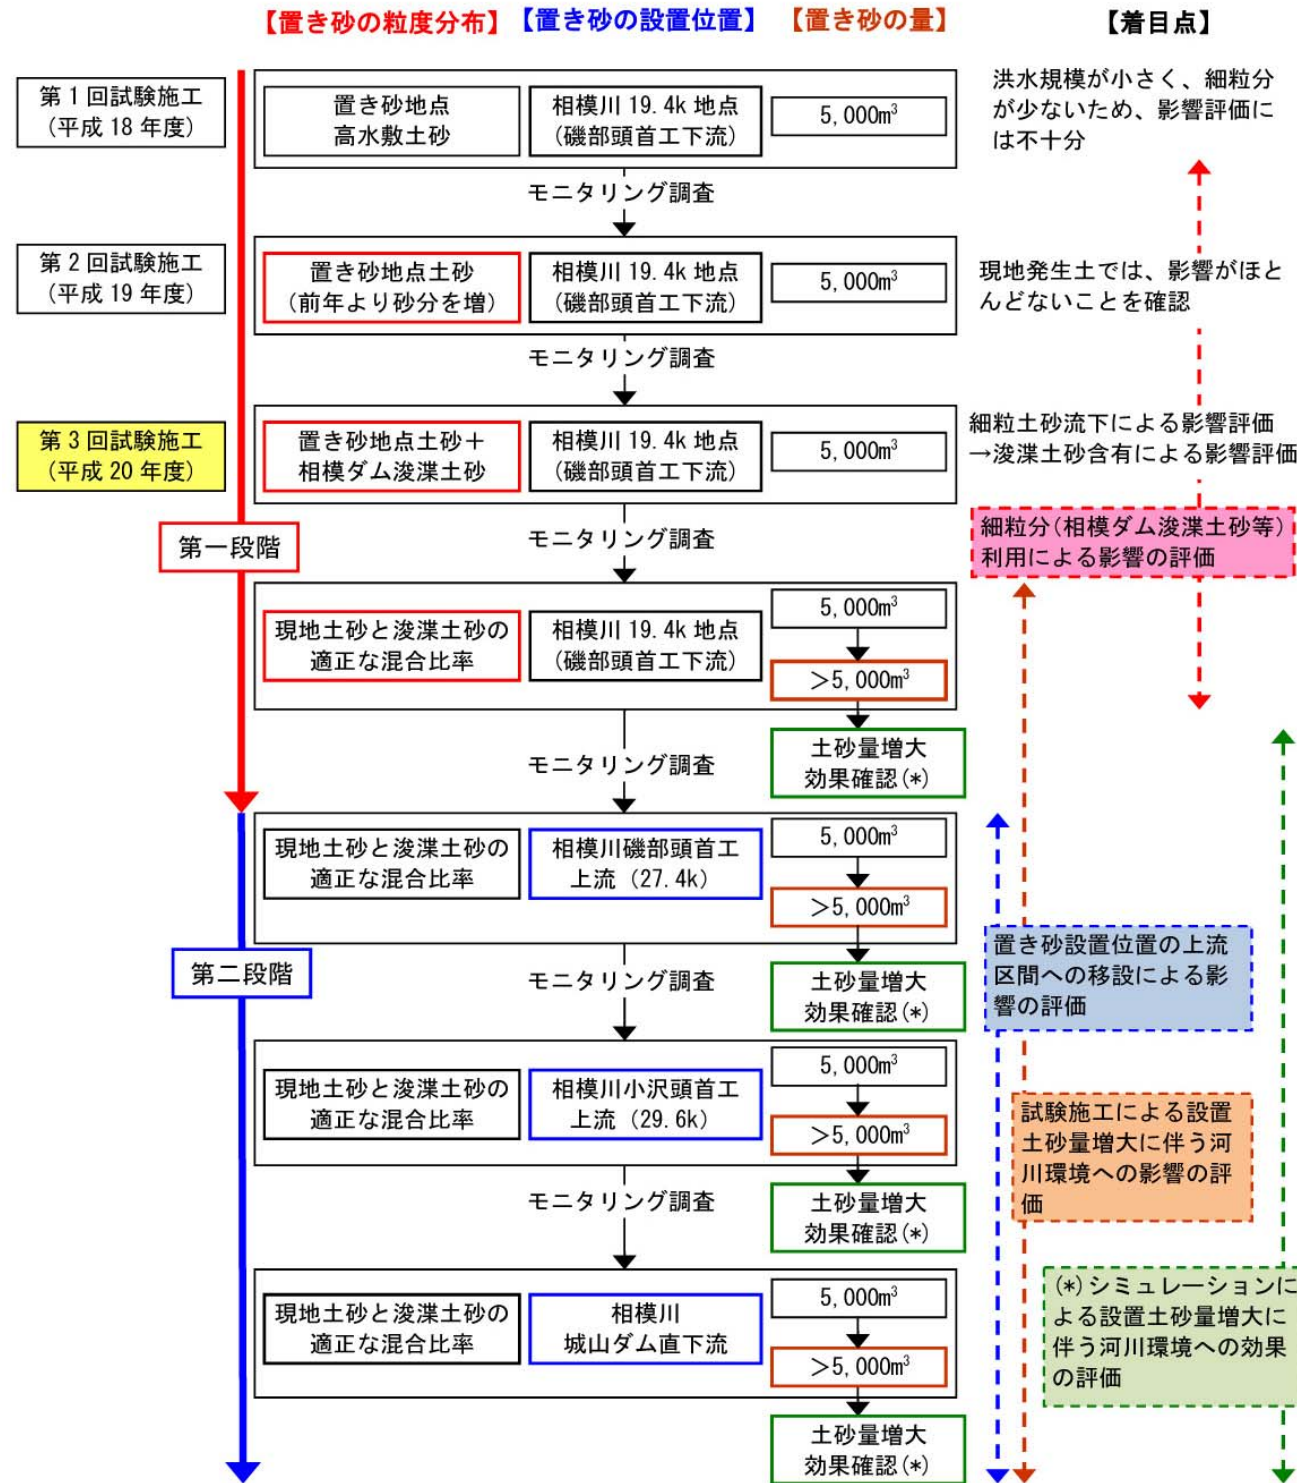 【置き砂の粒度分布】
【置き砂の設置位置】
【置き砂の量】
【着目点】
第1回試験施工
(平成18年度)
置き砂地点
高水敷土砂
相模川19.4k地点
(磯部頭首工下流)
5,000m³
洪水規模が小さく、細粒分
が少ないため、影響評価に
は不十分
モニタリング調査
第2回試験施工
(平成19年度)
置き砂地点土砂
(前年より砂分を増)
相模川19.4k地点
(磯部頭首工下流)
5,000m³
現地発生土では、影響がほと
んどないことを確認
モニタリング調査
第3回試験施工
(平成20年度)
置き砂地点土砂+
相模ダム浚渫土砂
相模川19.4k地点
(磯部頭首工下流)
5,000m³
細粒土砂流下による影響評価
→浚渫土砂含有による影響評価
細粒分(相模ダム浚渫土砂等)
利用による影響の評価
第一段階
モニタリング調査
現地土砂と浚渫土砂の
適正な混合比率
相模川19.4k地点
(磯部頭首工下流)
5,000m³
>5,000m³
土砂量増大
効果確認(*)
モニタリング調査
現地土砂と浚渫土砂の
適正な混合比率
相模川磯部頭首工
上流(27.4k)
5,000m³
>5,000m³
置き砂設置位置の上流
区間への移設による影
響の評価
第二段階
モニタリング調査
土砂量増大
効果確認(*)
現地土砂と浚渫土砂の
適正な混合比率
相模川小沢頭首工
上流(29.6k)
5,000m³
>5,000m³
試験施工による設置
土砂量増大に伴う河
川環境への影響の評
価
モニタリング調査
土砂量増大
効果確認(*)
現地土砂と浚渫土砂の
適正な混合比率
相模川
城山ダム直下流
5,000m³
>5,000m³
(*)シミュレーションに
よる設置土砂量増大に
伴う河川環境への効果
の評価
土砂量増大
効果確認(*)